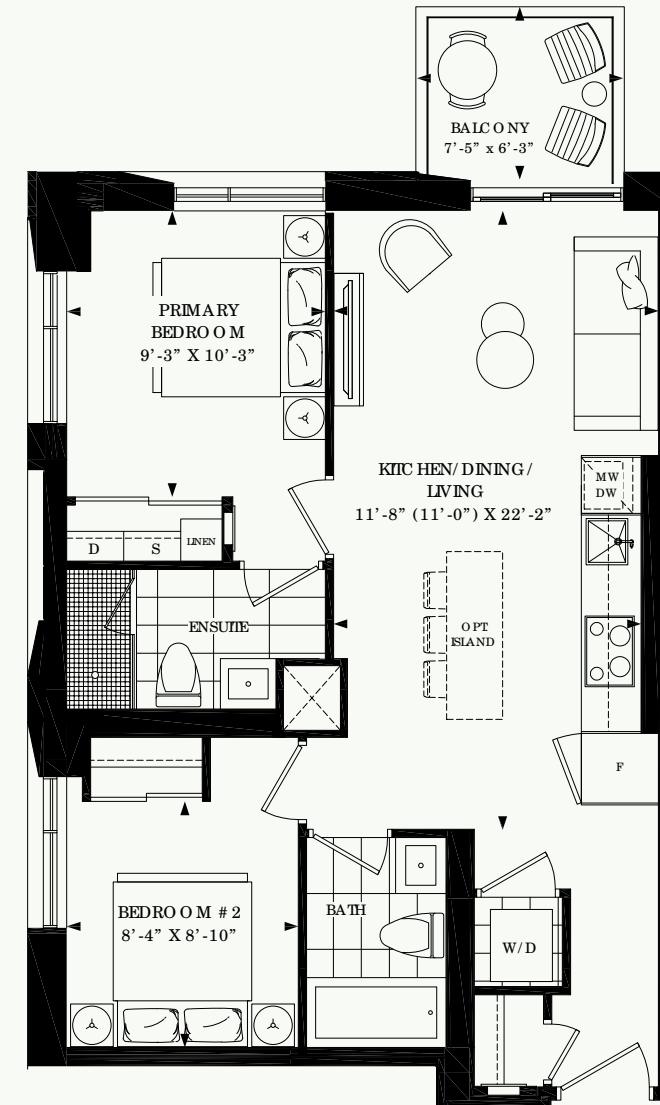 BALCONY
7'-5" x 6'-3"
PRIMARY
BEDROOM
9'-3" X 10'-3"
KITCHEN/DINING/
LIVING
11'-8" (11'-0") X 22'-2"
MW
DW
D
S
LINEN
ENSUITE
OPT
ISLAND
F
BEDROOM #2
8'-4" X 8'-10"
BATH
W/D